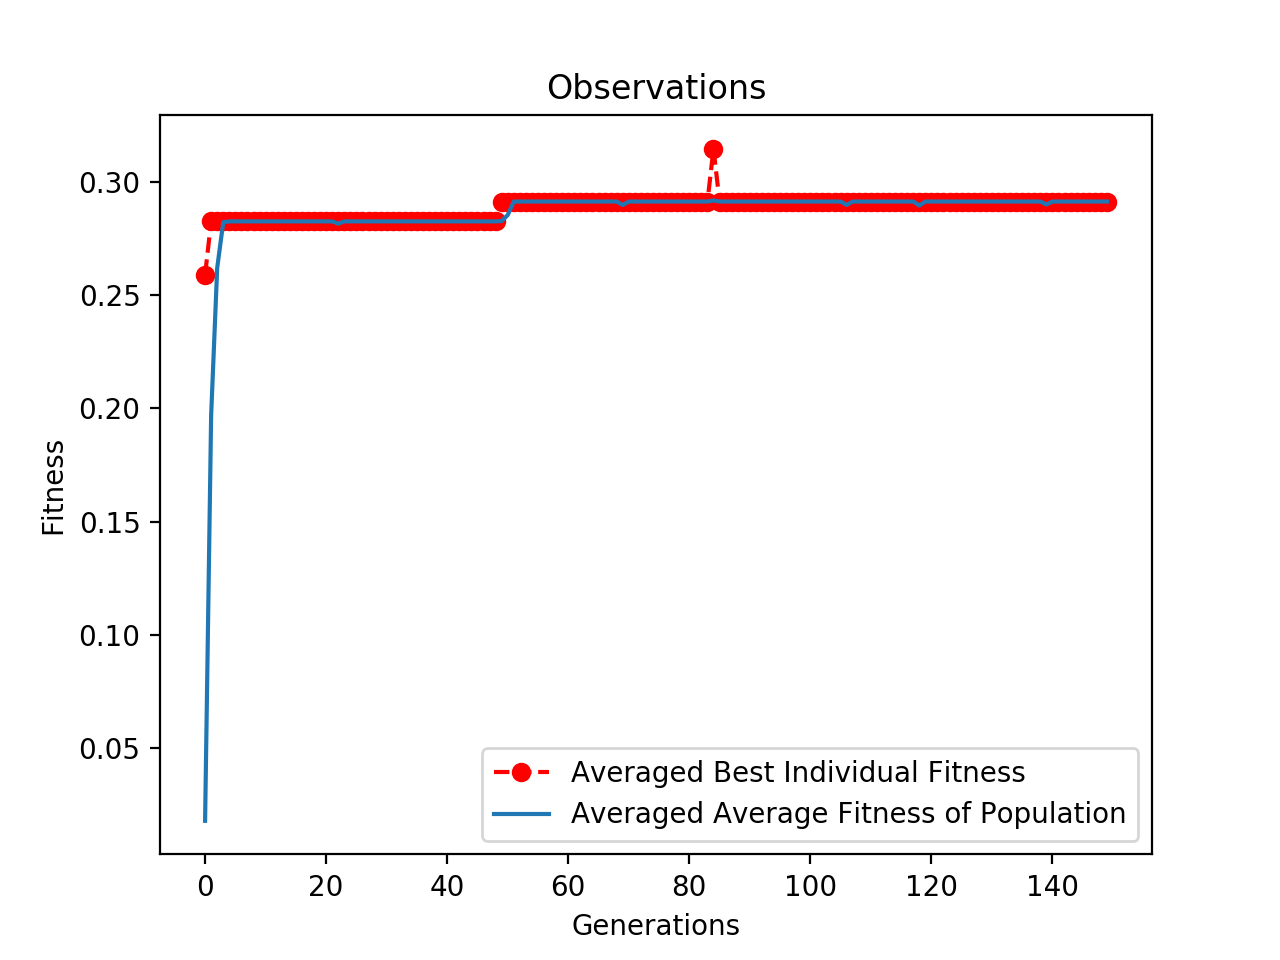 Observations
0.30
0.25
0.20
0.15
0.10
0.05
Fitness
Averaged Best Individual Fitness
Averaged Average Fitness of Population
0 20 40 60 80 100 120 140
Generations